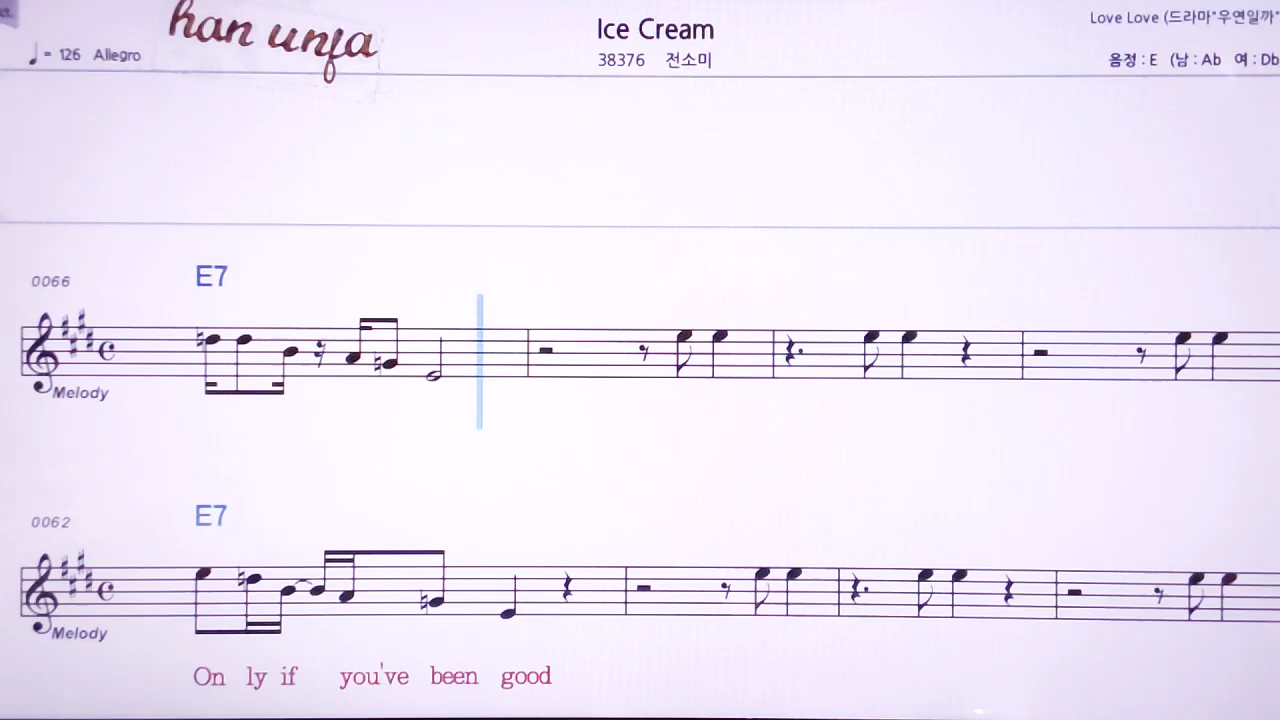 han unja
Ice Cream
Love Love (드라마"우연일까"
♩= 126 Allegro
38376 전소미
음정 : E (남 : Ab 여 : Db
0066
E7
Melody
0062
E7
Melody
On ly if you've been good